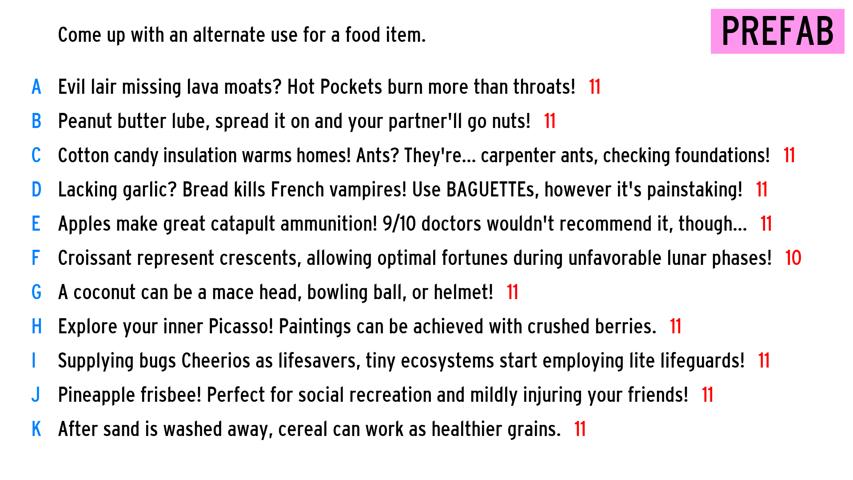 Come up with an alternate use for a food item.
PREFAB
A Evil lair missing lava moats? Hot Pockets burn more than throats! 11
B Peanut butter lube, spread it on and your partner'll go nuts! 11
C Cotton candy insulation warms homes! Ants? They're... carpenter ants, checking foundations! 11
D Lacking garlic? Bread kills French vampires! Use BAGUETTEs, however it's painstaking! 11
E Apples make great catapult ammunition! 9/10 doctors wouldn't recommend it, though... 11
F Croissant represent crescents, allowing optimal fortunes during unfavorable lunar phases! 10
G A coconut can be a mace head, bowling ball, or helmet! 11
H Explore your inner Picasso! Paintings can be achieved with crushed berries. 11
I Supplying bugs Cheerios as lifesavers, tiny ecosystems start employing lite lifeguards! 11
J Pineapple frisbee! Perfect for social recreation and mildly injuring your friends! 11
K After sand is washed away, cereal can work as healthier grains. 11